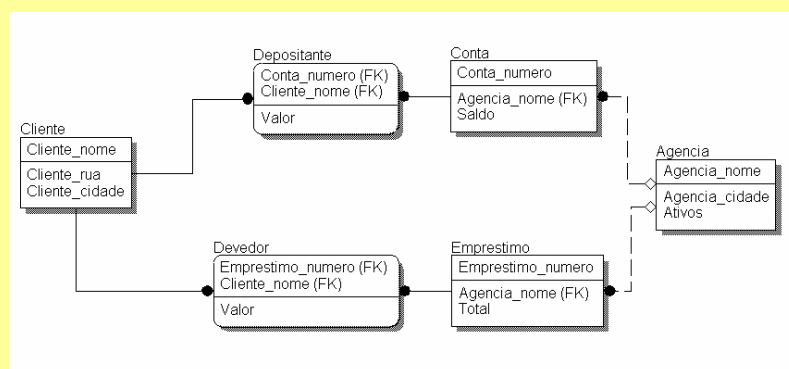 Cliente
Cliente_nome
Cliente_rua
Cliente_cidade
Depositante
Conta_numero (FK)
Cliente_nome (FK)
Valor
Conta
Conta_numero
Agencia_nome (FK)
Saldo
Agencia
Agencia_nome
Agencia_cidade
Ativos
Devedor
Emprestimo_numero (FK)
Cliente_nome (FK)
Valor
Emprestimo
Emprestimo_numero
Agencia_nome (FK)
Total